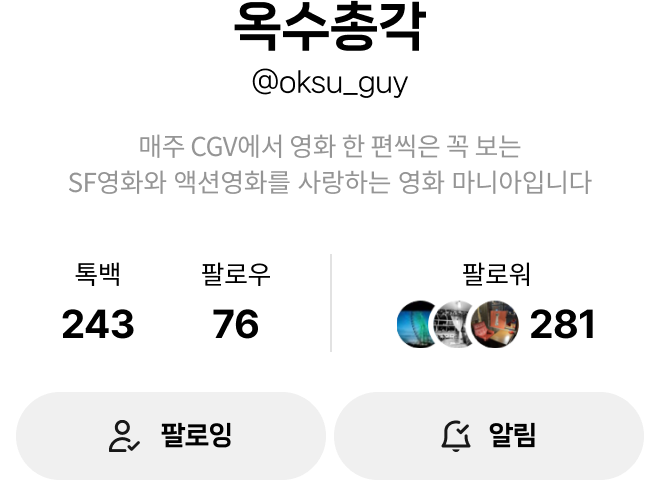 옥수총각
@oksu_guy
매주 CGV에서 영화 한 편씩은 꼭 보는
SF영화와 액션영화를 사랑하는 영화 마니아입니다
톡백 팔로우 팔로워
243 76 281
팔로잉 알림